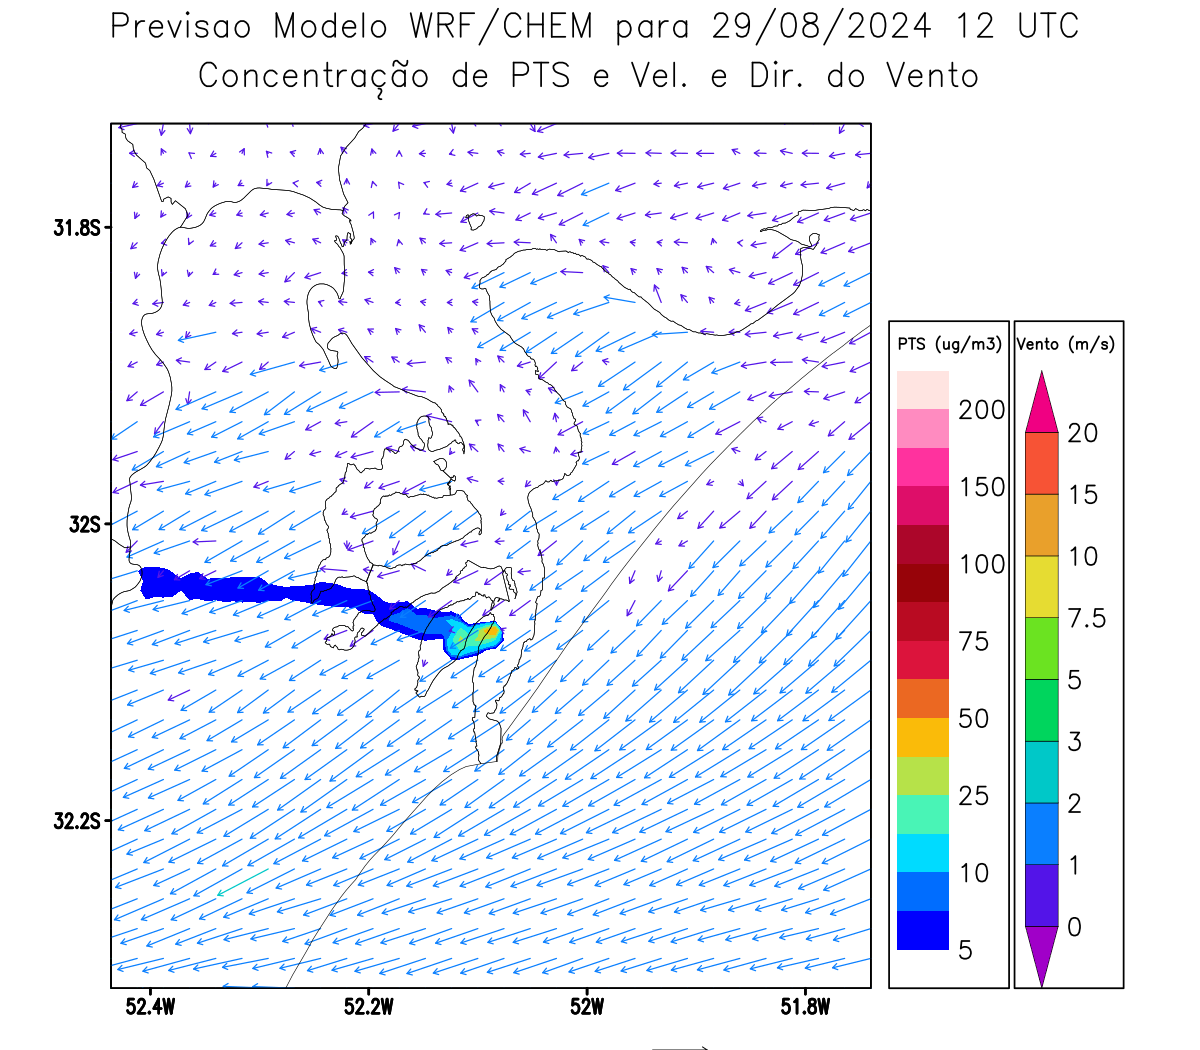 Previsao Modelo WRF/CHEM para 29/08/2024 12 UTC
Concentração de PTS e Vel. e Dir. do Vento
31.8S
32S
32.2S
52.4W 52.2W 52W 51.8W
PTS (ug/m3)
200
150
100
75
50
25
10
5
Vento (m/s)
20
15
10
7.5
5
3
2
1
0